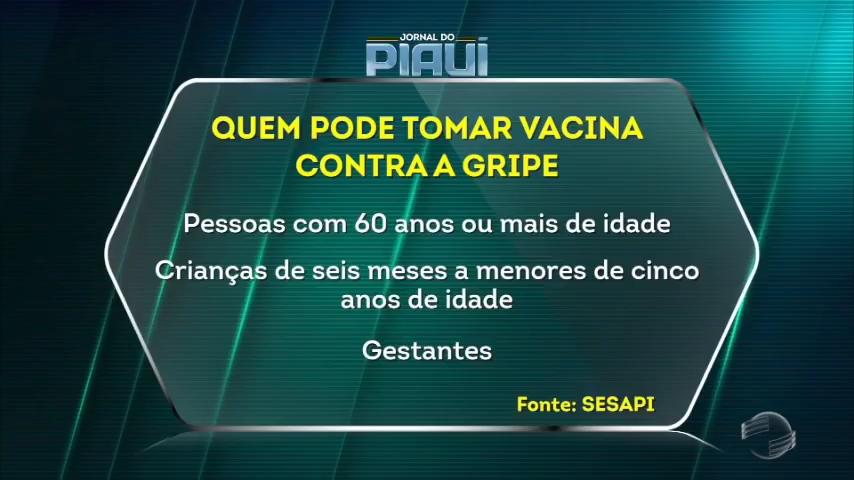 JORNAL DO
PIAUÍ
QUEM PODE TOMAR VACINA
CONTRA A GRIPE
Pessoas com 60 anos ou mais de idade
Crianças de seis meses a menores de cinco
anos de idade
Gestantes
Fonte: SESAPI